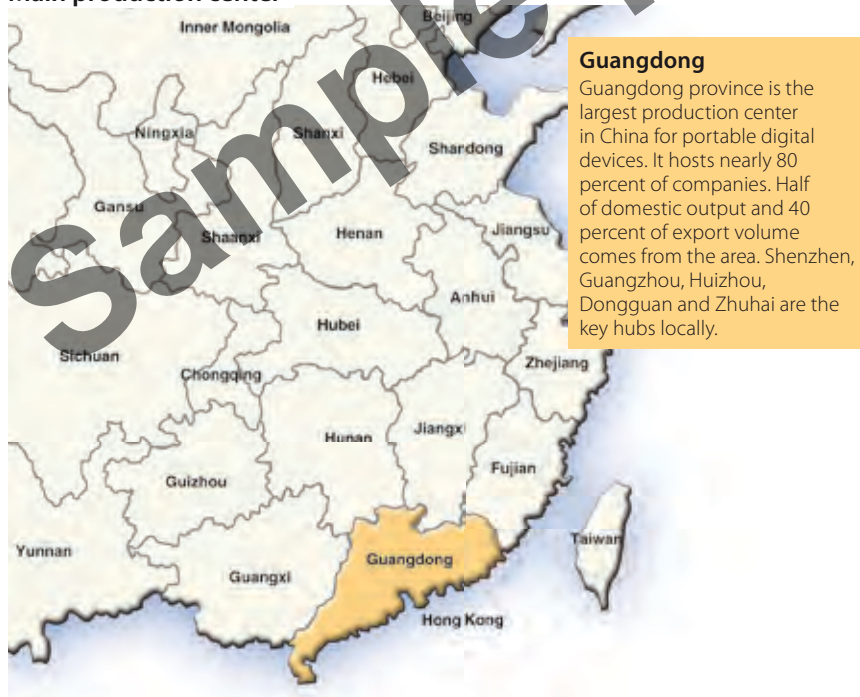 Main production center
Beijing
Inner Mongolia
Hebei
Ningxia
Shanxi
Shardong
Gansu
Shaanxi
Henan
Jiangsu
Anhui
Hubei
Sichuan
Chongqing
Zhejiang
Hunan
Jiangxi
Fujian
Guizhou
Yunnan
Guangxi
Guangdong
Taiwan
Hong Kong
Guangdong
Guangdong province is the
largest production center
in China for portable digital
devices. It hosts nearly 80
percent of companies. Half
of domestic output and 40
percent of export volume
comes from the area. Shenzhen,
Guangzhou, Huizhou,
Dongguan and Zhuhai are the
key hubs locally.
Sample